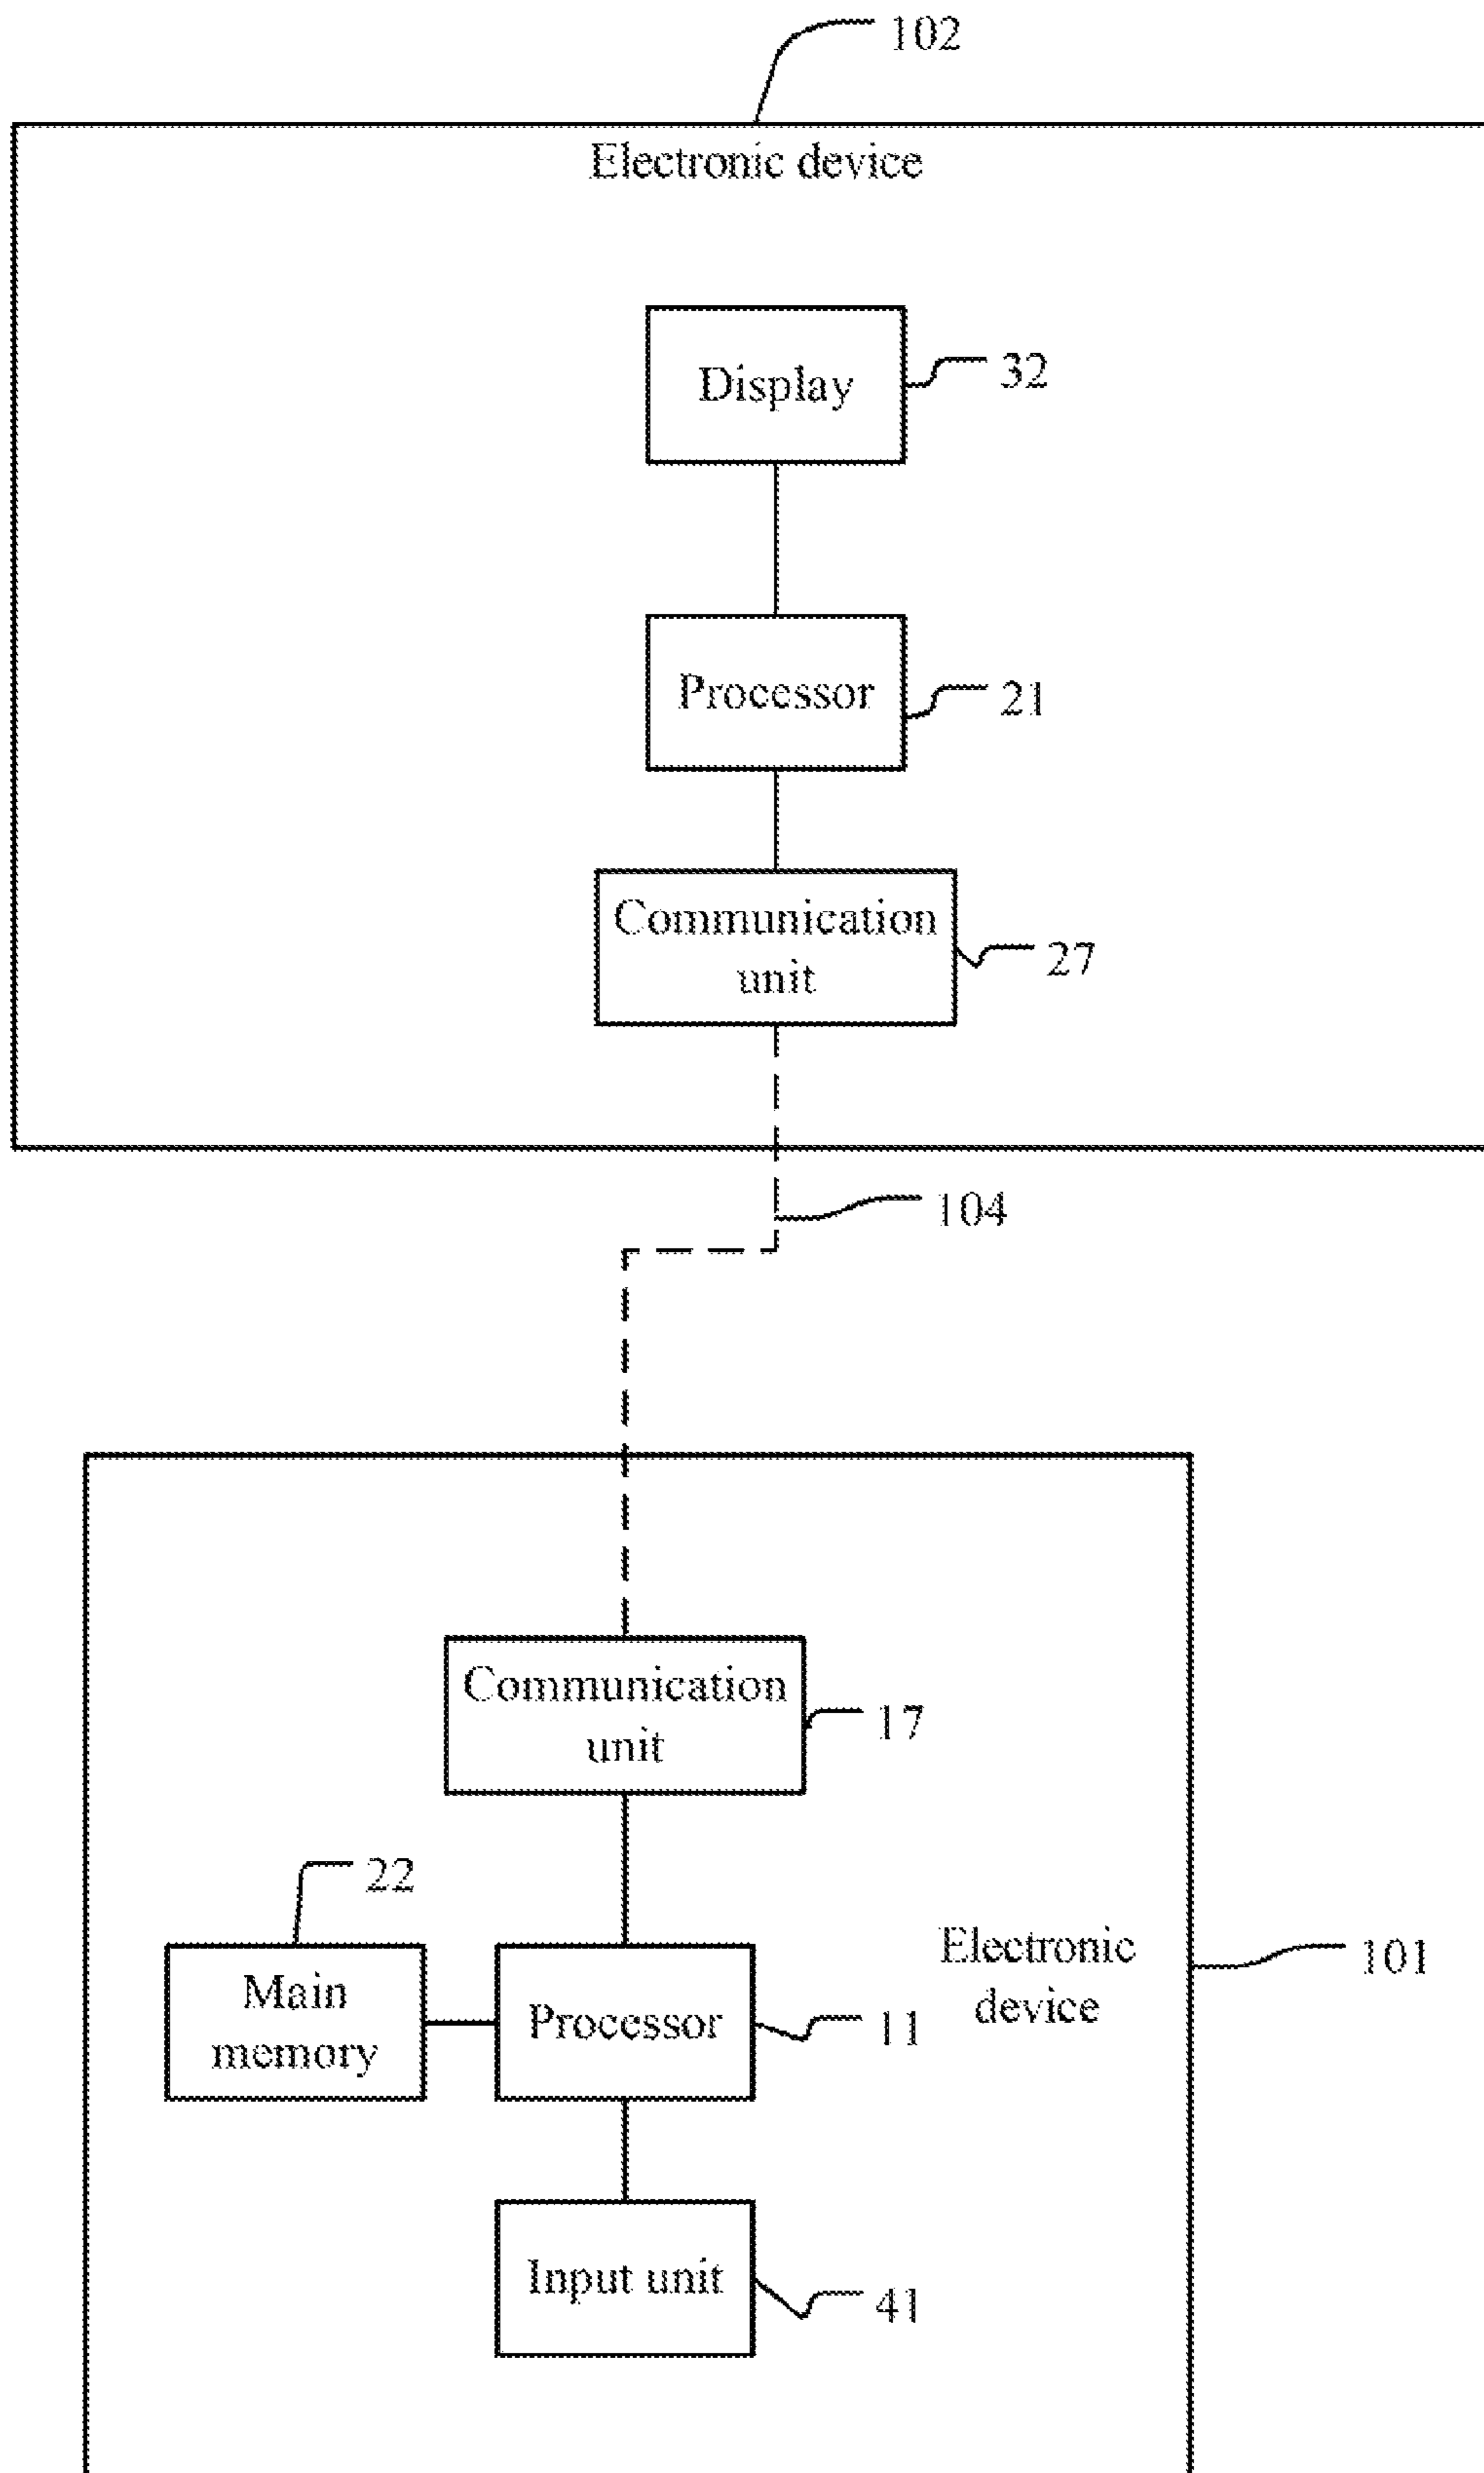 102
Electronic device
Display
32
Processor
21
Communication
unit
27
104
Communication
unit
17
22
Main
memory
Processor
11
Electronic
device
101
Input unit
41